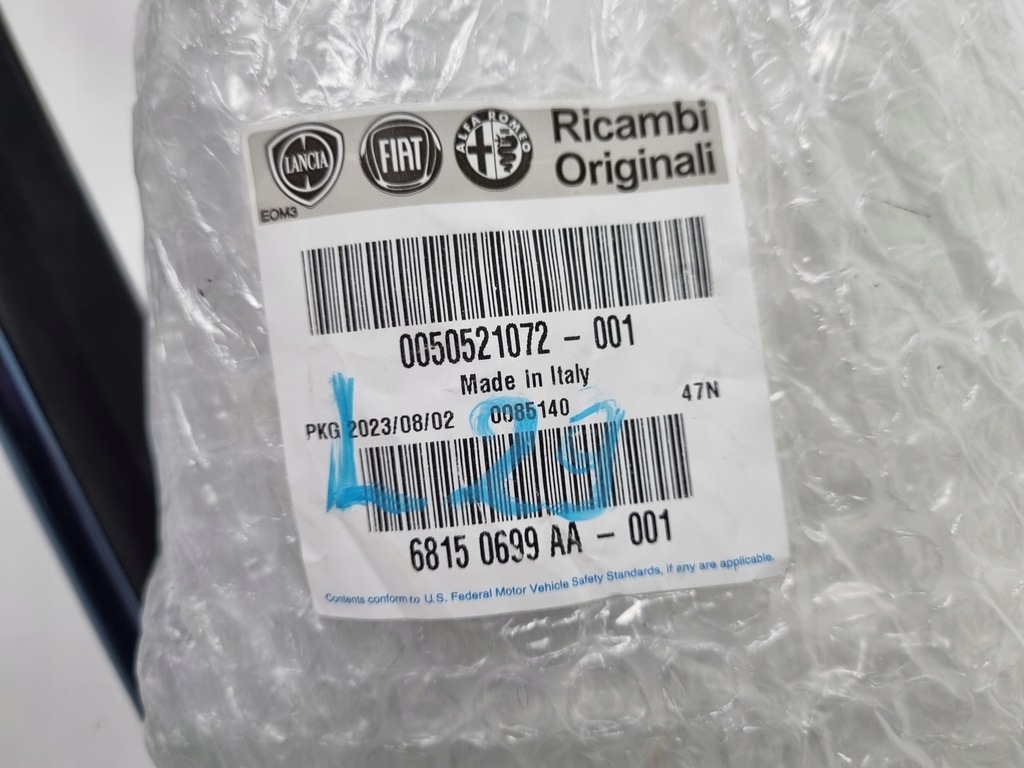 LANCIA FIAT ALFA ROMEO Ricambi
Originali
EOM3
0050521072 - 001
Made in Italy
PKG 2023/08/02 0085140 47N
L 29
6815 0699 AA - 001
Contents conform to U.S. Federal Motor Vehicle Safety Standards, if any are applicable.